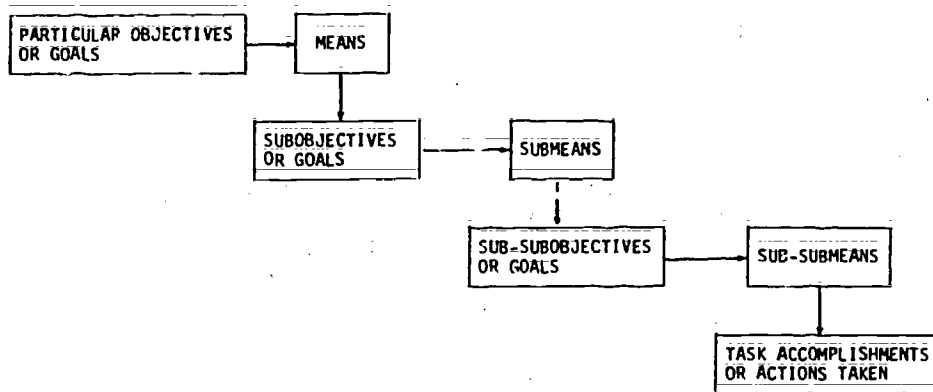 PARTICULAR OBJECTIVES
OR GOALS
MEANS
SUBOBJECTIVES
OR GOALS
SUBMEANS
SUB-SUBOBJECTIVES
OR GOALS
SUB-SUBMEANS
TASK ACCOMPLISHMENTS
OR ACTIONS TAKEN